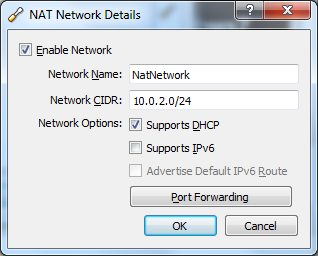 NAT Network Details
?
Enable Network
Network Name: NatNetwork
Network CIDR: 10.0.2.0/24
Network Options: Supports DHCP
Supports IPv6
Advertise Default IPv6 Route
Port Forwarding
OK Cancel